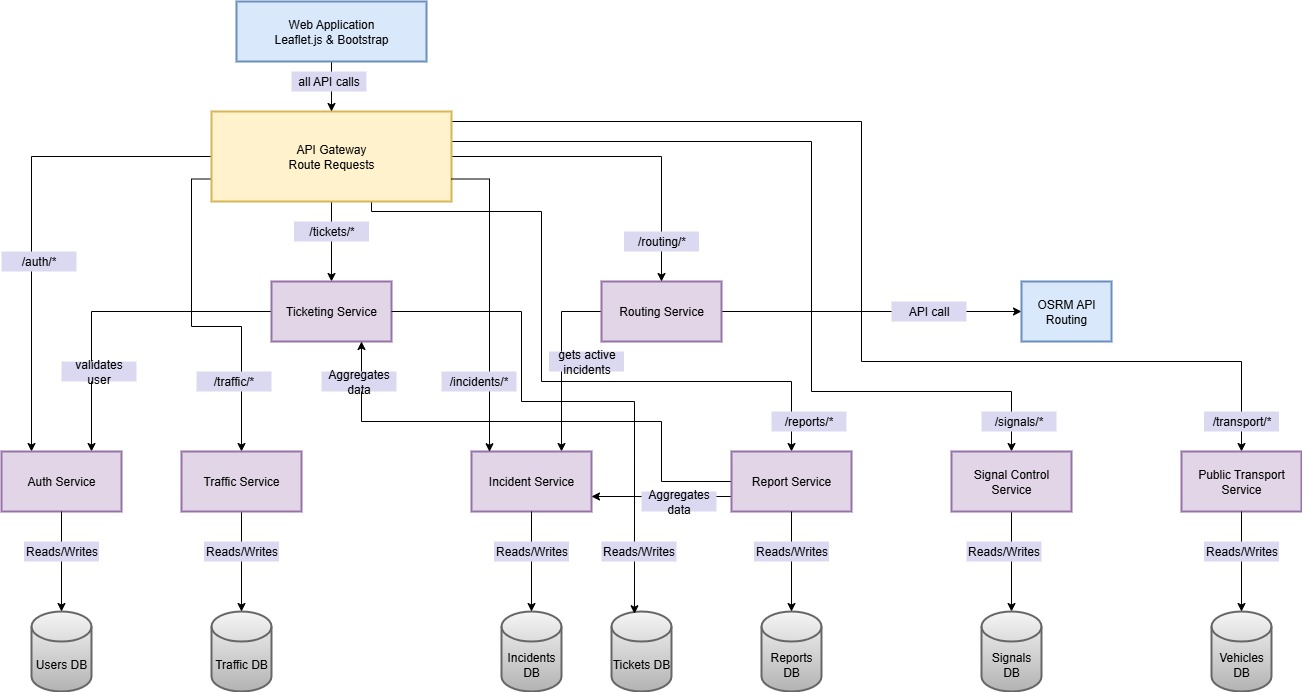 Web Application
Leaflet.js & Bootstrap
all API calls
API Gateway
Route Requests
/tickets/*
/routing/*
/auth/*
Ticketing Service
Routing Service
API call
OSRM API
Routing
validates
user
/traffic/*
Aggregates
data
/incidents/*
gets active
incidents
/reports/*
/signals/*
/transport/*
Auth Service
Traffic Service
Incident Service
Aggregates
data
Report Service
Signal Control
Service
Public Transport
Service
Reads/Writes
Reads/Writes
Reads/Writes
Reads/Writes
Reads/Writes
Reads/Writes
Reads/Writes
Users DB
Traffic DB
Incidents
DB
Tickets DB
Reports
DB
Signals
DB
Vehicles
DB